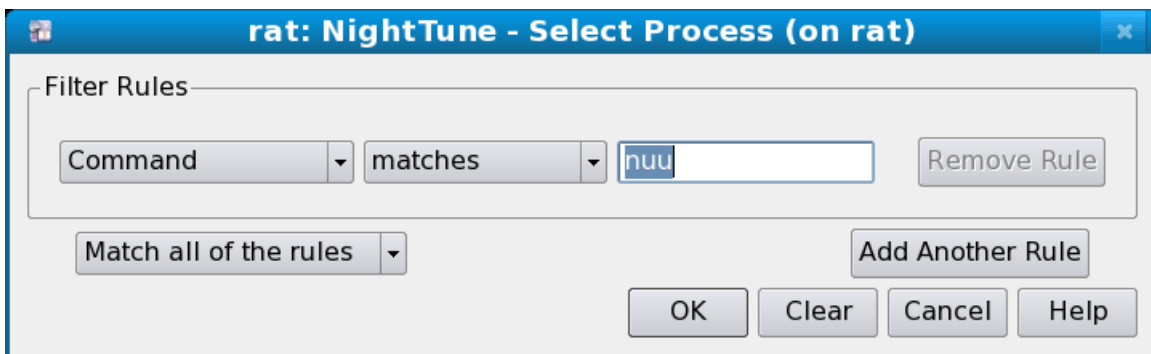 rat: NightTune - Select Process (on rat)
Filter Rules
Command matches nuu Remove Rule
Match all of the rules Add Another Rule
OK Clear Cancel Help